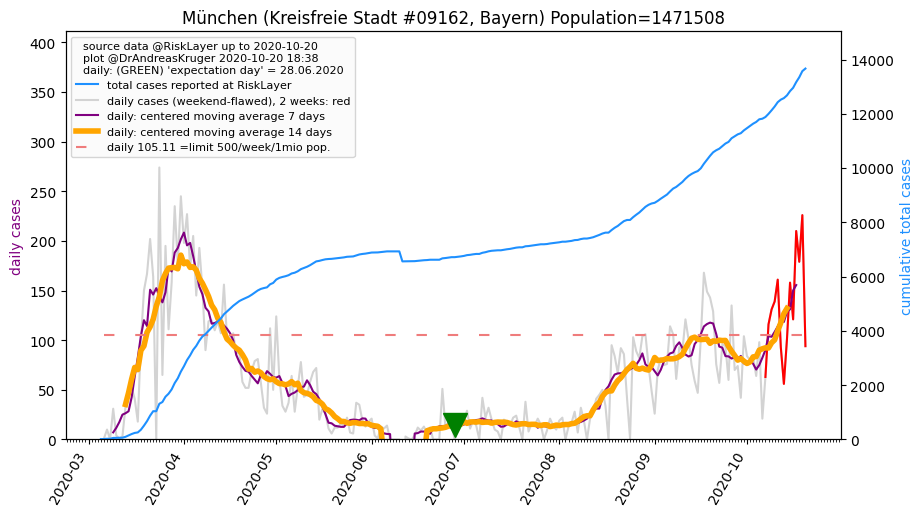 München (Kreisfreie Stadt #09162, Bayern) Population=1471508
source data @RiskLayer up to 2020-10-20
plot @DrAndreasKruger 2020-10-20 18:38
daily: (GREEN) 'expectation day' = 28.06.2020
total cases reported at RiskLayer
daily cases (weekend-flawed), 2 weeks: red
daily: centered moving average 7 days
daily: centered moving average 14 days
daily 105.11 =limit 500/week/1mio pop.
daily cases
400
350
300
250
200
150
100
50
0
cumulative total cases
14000
12000
10000
8000
6000
4000
2000
0
2020-03
2020-04
2020-05
2020-06
2020-07
2020-08
2020-09
2020-10